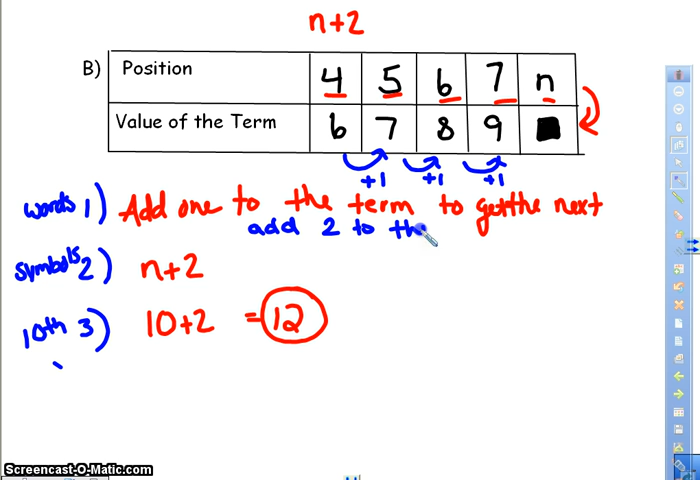 n+2
B) Position 4 5 6 7 n
Value of the Term 6 7 8 9
+1 +1 +1
words 1) Add one to the term to get the next
add 2 to the
symbols 2) n+2
10th 3) 10+2 = 12
Screencast-O-Matic.com